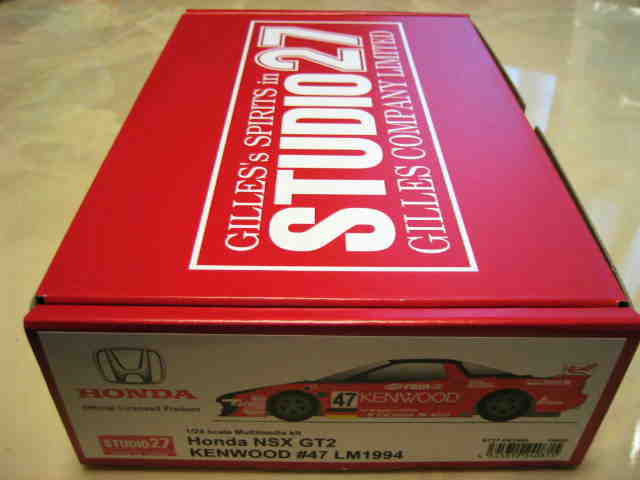 GILLES's SPIRITS in
STUDIO27
GILLES COMPANY LIMITED
HONDA
Official Licensed Product
47
KENWOOD
STUDIO27
1/24 scale Multimedia kit
Honda NSX GT2
KENWOOD #47 LM1994